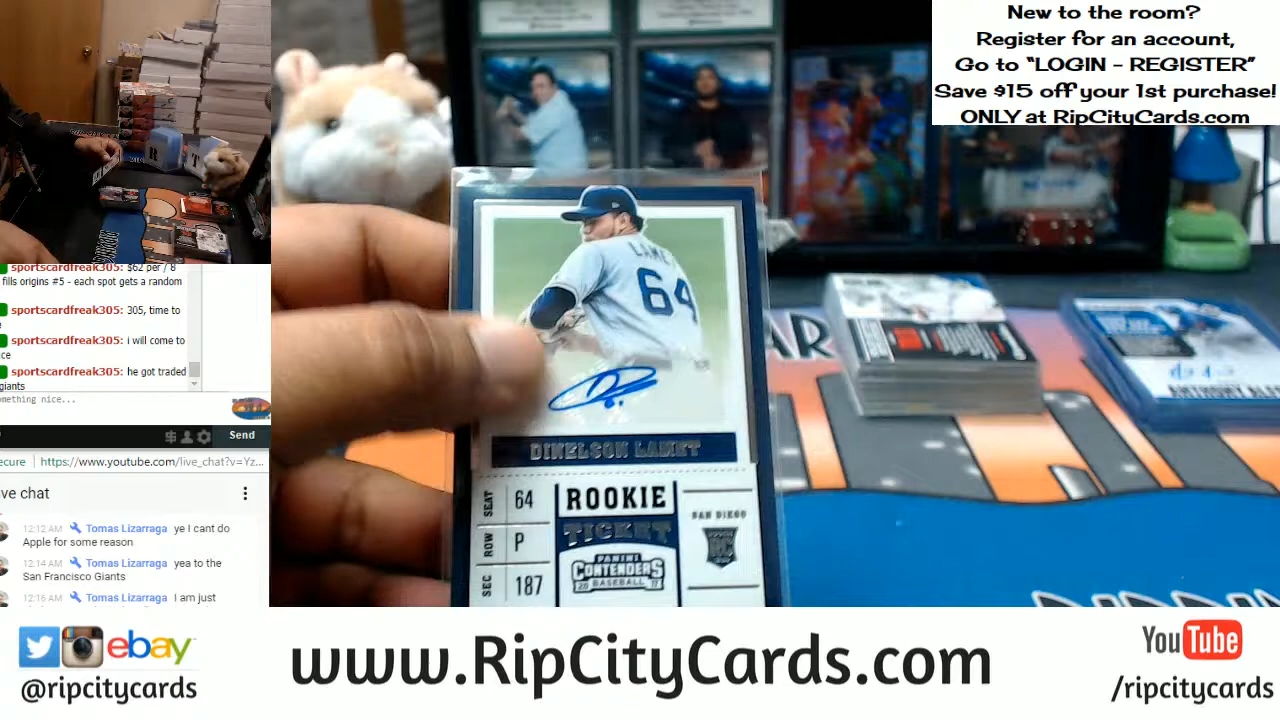 New to the room?
Register for an account,
Go to “LOGIN - REGISTER”
Save $15 off your 1st purchase!
ONLY at RipCityCards.com
sportscardfreak305: $62 per / 8
fills origins #5 - each spot gets a random
sportscardfreak305: 305, time to
sportscardfreak305: i will come to
sportscardfreak305: he got traded
giants
omething nice...
Send
ecure
https://www.youtube.com/live_chat?v=Yz...
ve chat
12:12 AM Tomas Lizarraga ye I cant do
Apple for some reason
12:14 AM Tomas Lizarraga yea to the
San Francisco Giants
12:16 AM Tomas Lizarraga I am just
64
DINELSON LAMET
SEAT 64
ROW P
SEC 187
ROOKIE
TICKET
PANINI
CONTENDERS
BASEBALL
SAN DIEGO
RC
ebay
@ripcitycards
www.RipCityCards.com
YouTube
/ripcitycards